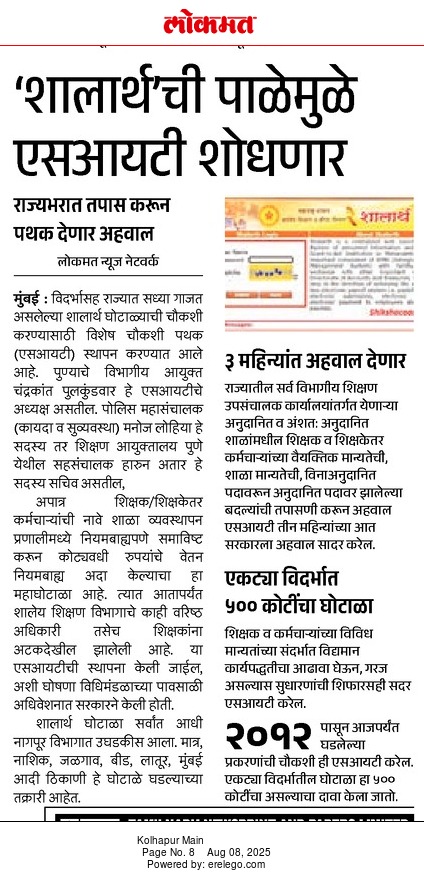 लोकमत
'शालार्थ'ची पाळेमुळे
एसआयटी शोधणार
राज्यभरात तपास करून
पथक देणार अहवाल
लोकमत न्यूज नेटवर्क
मुंबई : विदर्भासह राज्यात सध्या गाजत
असलेल्या शालार्थ घोटाळ्याची चौकशी
करण्यासाठी विशेष चौकशी पथक
(एसआयटी) स्थापन करण्यात आले
आहे. पुण्याचे विभागीय आयुक्त
चंद्रकांत पुलकुंडवार हे एसआयटीचे
अध्यक्ष असतील. पोलिस महासंचालक
(कायदा व सुव्यवस्था) मनोज लोहिया हे
सदस्य तर शिक्षण आयुक्तालय पुणे
येथील सहसंचालक हारुन अतार हे
सदस्य सचिव असतील,
अपात्र शिक्षक/शिक्षकेतर
कर्मचाऱ्यांची नावे शाळा व्यवस्थापन
प्रणालीमध्ये नियमबाह्यपणे समाविष्ट
करून कोट्यवधी रुपयांचे वेतन
नियमबाह्य अदा केल्याचा हा
महाघोटाळा आहे. त्यात आतापर्यंत
शालेय शिक्षण विभागाचे काही वरिष्ठ
अधिकारी तसेच शिक्षकांना
अटकदेखील झालेली आहे. या
एसआयटीची स्थापना केली जाईल,
अशी घोषणा विधिमंडळाच्या पावसाळी
अधिवेशनात सरकारने केली होती.
शालार्थ घोटाळा सर्वात आधी
नागपूर विभागात उघडकीस आला. मात्र,
नाशिक, जळगाव, बीड, लातूर, मुंबई
आदी ठिकाणी हे घोटाळे घडल्याच्या
तक्रारी आहेत.
शालार्थ
३ महिन्यांत अहवाल देणार
राज्यातील सर्व विभागीय शिक्षण
उपसंचालक कार्यालयांतर्गत येणाऱ्या
अनुदानित व अंशत: अनुदानित
शाळांमधील शिक्षक व शिक्षकेतर
कर्मचाऱ्यांच्या वैयक्तिक मान्यतेची,
शाळा मान्यतेची, विनाअनुदानित
पदावरून अनुदानित पदावर झालेल्या
बदल्यांची तपासणी करून अहवाल
एसआयटी तीन महिन्यांच्या आत
सरकारला अहवाल सादर करेल.
एकट्या विदर्भात
५०० कोटींचा घोटाळा
शिक्षक व कर्मचाऱ्यांच्या विविध
मान्यतांच्या संदर्भात विद्यमान
कार्यपद्धतीचा आढावा घेऊन, गरज
असल्यास सुधारणांची शिफारसही सदर
एसआयटी करेल.
२०१२ पासून आजपर्यंत
घडलेल्या
प्रकरणांची चौकशी ही एसआयटी करेल.
एकट्या विदर्भातील घोटाळा हा ५००
कोटींचा असल्याचा दावा केला जातो.
Kolhapur Main
Page No. 8 Aug 08, 2025
Powered by: erelego.com